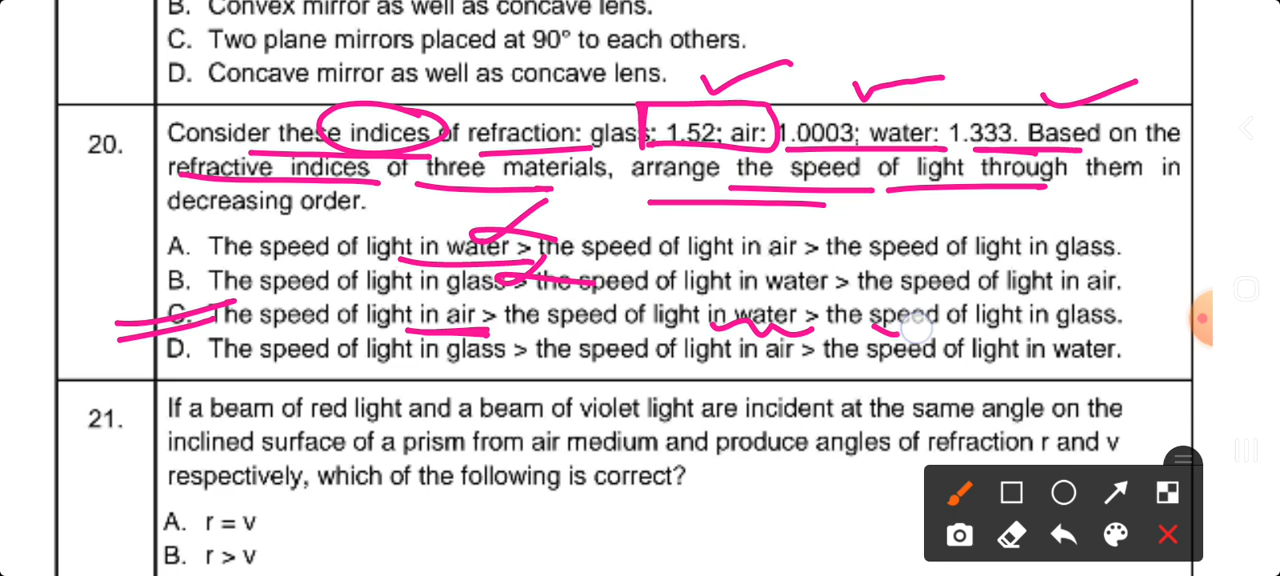 B. Convex mirror as well as concave lens.
C. Two plane mirrors placed at 90° to each others.
D. Concave mirror as well as concave lens.
20. Consider these indices of refraction: glass: 1.52; air: 1.0003; water: 1.333. Based on the
refractive indices of three materials, arrange the speed of light through them in
decreasing order.
A. The speed of light in water > the speed of light in air > the speed of light in glass.
B. The speed of light in glass > the speed of light in water > the speed of light in air.
C. The speed of light in air > the speed of light in water > the speed of light in glass.
D. The speed of light in glass > the speed of light in air > the speed of light in water.
21. If a beam of red light and a beam of violet light are incident at the same angle on the
inclined surface of a prism from air medium and produce angles of refraction r and v
respectively, which of the following is correct?
A. r = v
B. r > v